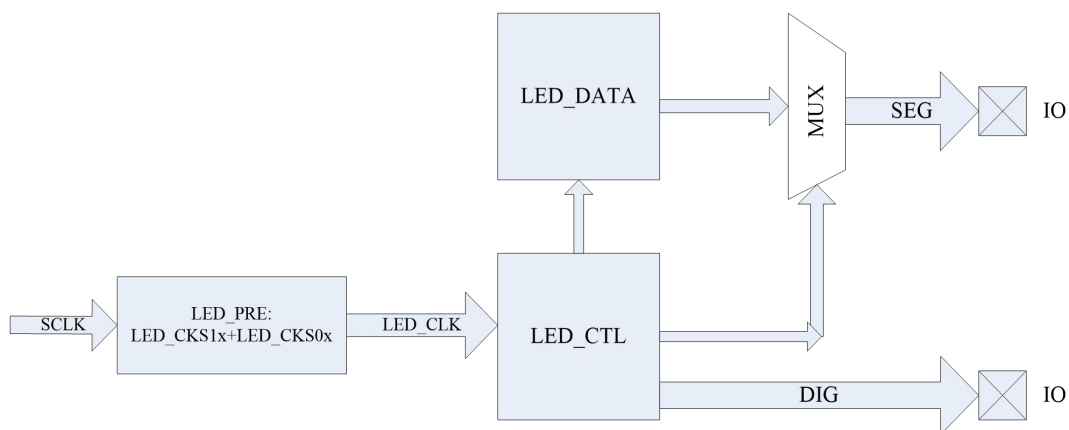 LED_DATA
MUX
SEG
IO
SCLK
LED_PRE:
LED_CKS1x+LED_CKS0x
LED_CLK
LED_CTL
DIG
IO